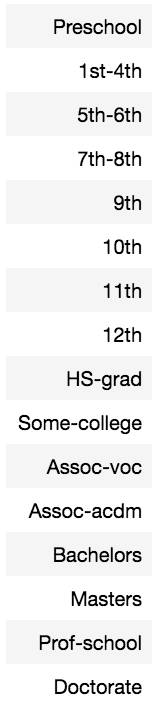 Preschool
1st-4th
5th-6th
7th-8th
9th
10th
11th
12th
HS-grad
Some-college
Assoc-voc
Assoc-acdm
Bachelors
Masters
Prof-school
Doctorate